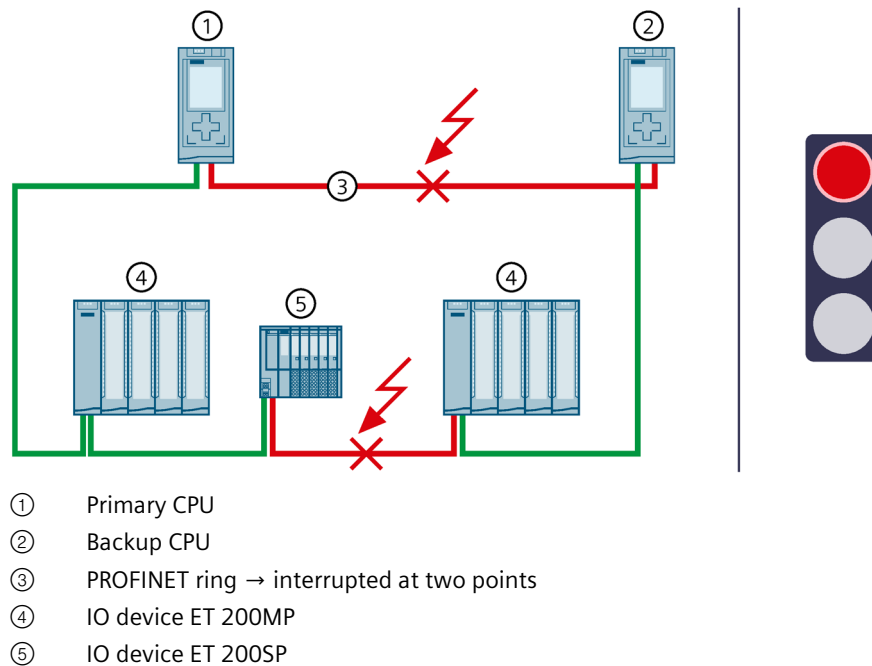 ① ②
③
④ ④
⑤
① Primary CPU
② Backup CPU
③ PROFINET ring → interrupted at two points
④ IO device ET 200MP
⑤ IO device ET 200SP